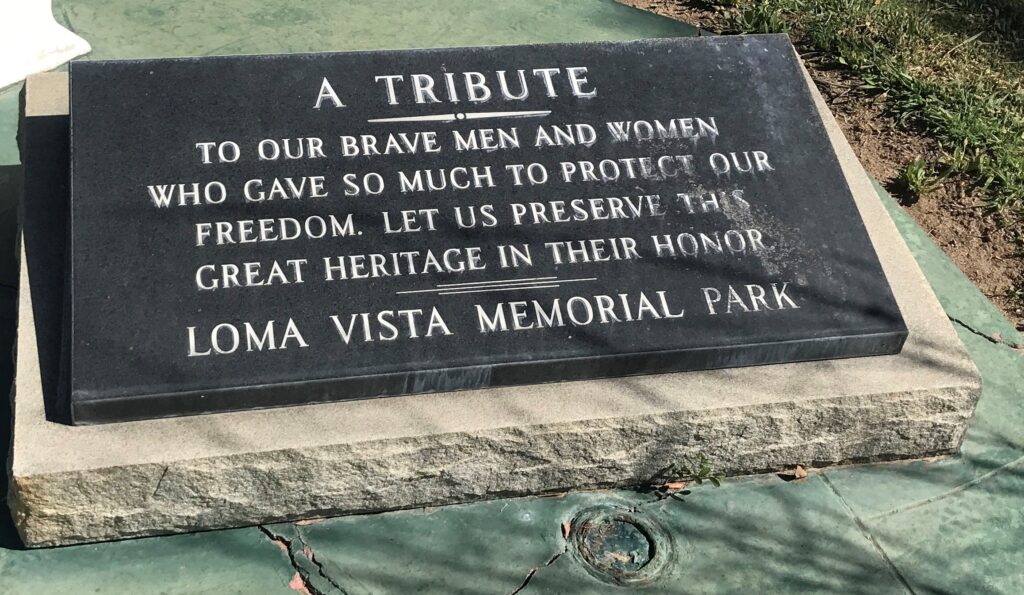 A TRIBUTE
TO OUR BRAVE MEN AND WOMEN
WHO GAVE SO MUCH TO PROTECT OUR
FREEDOM. LET US PRESERVE THIS
GREAT HERITAGE IN THEIR HONOR
LOMA VISTA MEMORIAL PARK